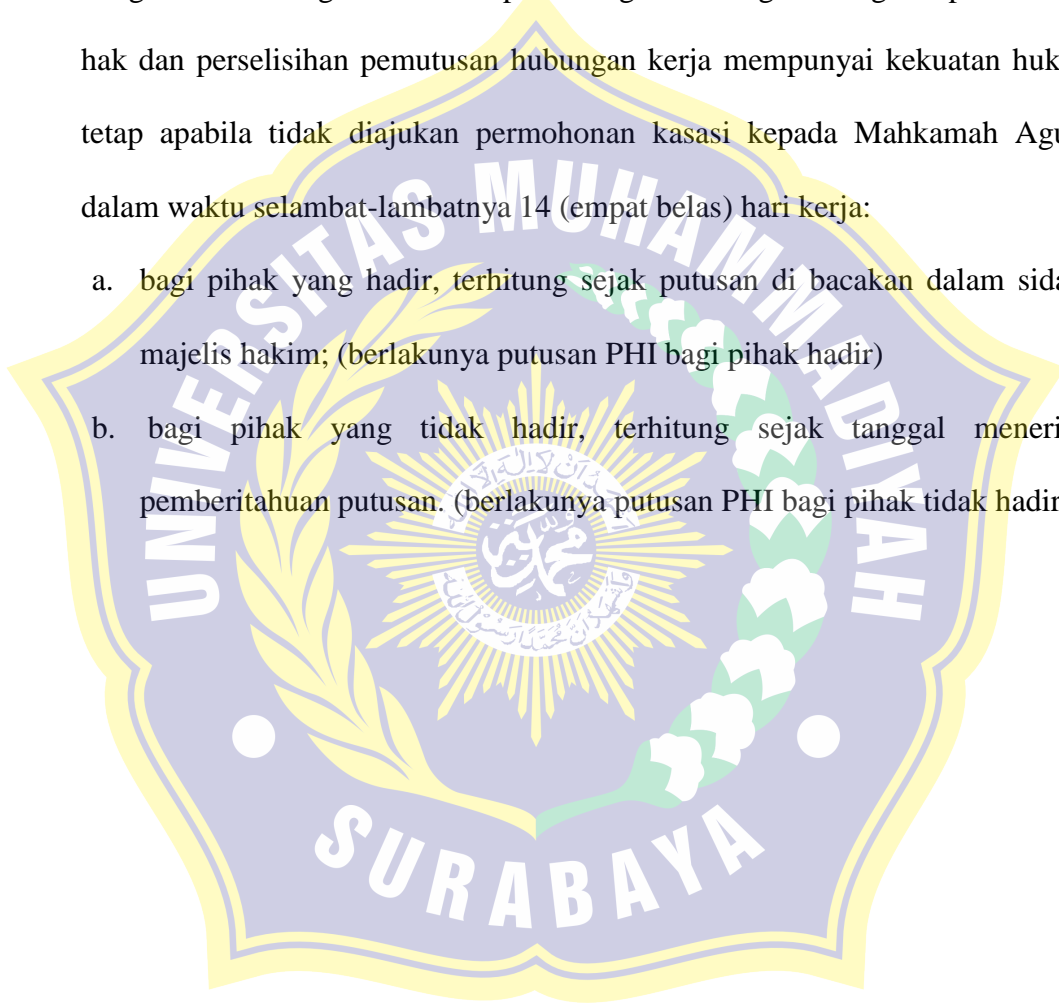 hak dan perselisihan pemutusan hubungan kerja mempunyai kekuatan huk
tetap apabila tidak diajukan permohonan kasasi kepada Mahkamah Agu
dalam waktu selambat-lambatnya 14 (empat belas) hari kerja:
a. bagi pihak yang hadir, terhitung sejak putusan di bacakan dalam sida
majelis hakim; (berlakunya putusan PHI bagi pihak hadir)
b. bagi pihak yang tidak hadir, terhitung sejak tanggal meneri
pemberitahuan putusan. (berlakunya putusan PHI bagi pihak tidak hadir
UNIVERSITAS MUHAMMADIYAH
SURABAYA